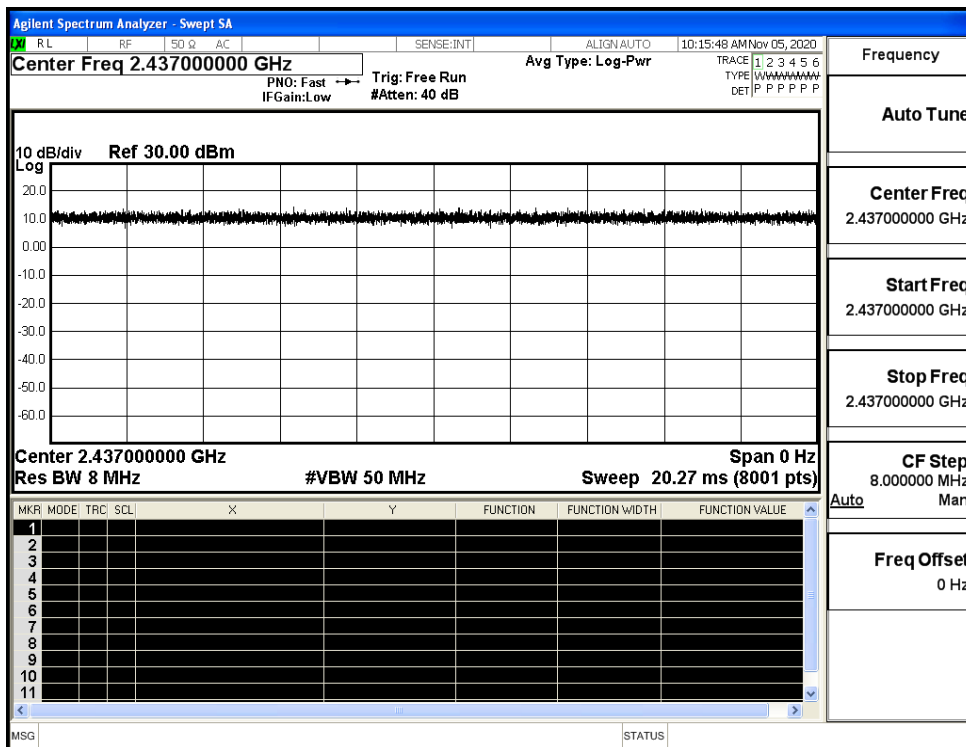 Agilent Spectrum Analyzer - Swept SA
LXI RL RF 50 Ω AC SENSE:INT ALIGN AUTO 10:15:48 AM Nov 05, 2020
Center Freq 2.437000000 GHz
PNO: Fast
IFGain:Low
Trig: Free Run
#Atten: 40 dB
Avg Type: Log-Pwr
TRACE 1 2 3 4 5 6
TYPE WWWWWW
DET P P P P P P
10 dB/div Ref 30.00 dBm
Log
20.0
10.0
0.00
-10.0
-20.0
-30.0
-40.0
-50.0
-60.0
Center 2.437000000 GHz Span 0 Hz
Res BW 8 MHz #VBW 50 MHz Sweep 20.27 ms (8001 pts)
MKR MODE TRC SCL X Y FUNCTION FUNCTION WIDTH FUNCTION VALUE
1
2
3
4
5
6
7
8
9
10
11
MSG STATUS
Frequency
Auto Tune
Center Freq
2.437000000 GHz
Start Freq
2.437000000 GHz
Stop Freq
2.437000000 GHz
CF Step
8.000000 MHz
Auto Man
Freq Offset
0 Hz